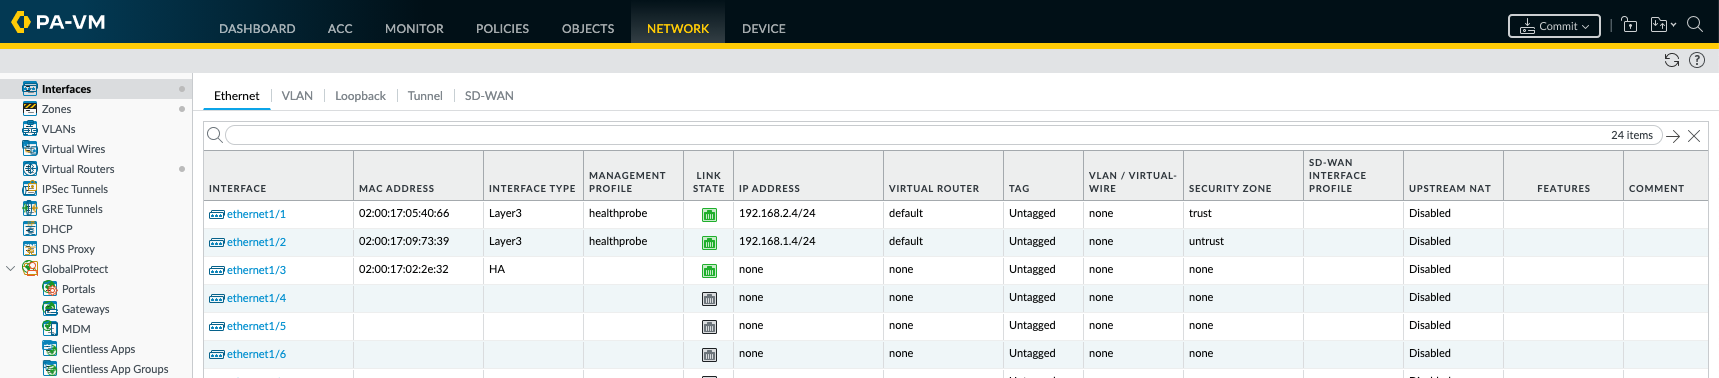 PA-VM
DASHBOARD ACC MONITOR POLICIES OBJECTS NETWORK DEVICE
Commit
Interfaces
Zones
VLANs
Virtual Wires
Virtual Routers
IPSec Tunnels
GRE Tunnels
DHCP
DNS Proxy
GlobalProtect
Portals
Gateways
MDM
Clientless Apps
Clientless App Groups
Ethernet VLAN Loopback Tunnel SD-WAN
24 items
INTERFACE MAC ADDRESS INTERFACE TYPE MANAGEMENT PROFILE LINK STATE IP ADDRESS VIRTUAL ROUTER TAG VLAN / VIRTUAL-WIRE SECURITY ZONE SD-WAN INTERFACE PROFILE UPSTREAM NAT FEATURES COMMENT
ethernet1/1 02:00:17:05:40:66 Layer3 healthprobe 192.168.2.4/24 default Untagged none trust Disabled
ethernet1/2 02:00:17:09:73:39 Layer3 healthprobe 192.168.1.4/24 default Untagged none untrust Disabled
ethernet1/3 02:00:17:02:2e:32 HA none none Untagged none none Disabled
ethernet1/4 none none Untagged none none Disabled
ethernet1/5 none none Untagged none none Disabled
ethernet1/6 none none Untagged none none Disabled